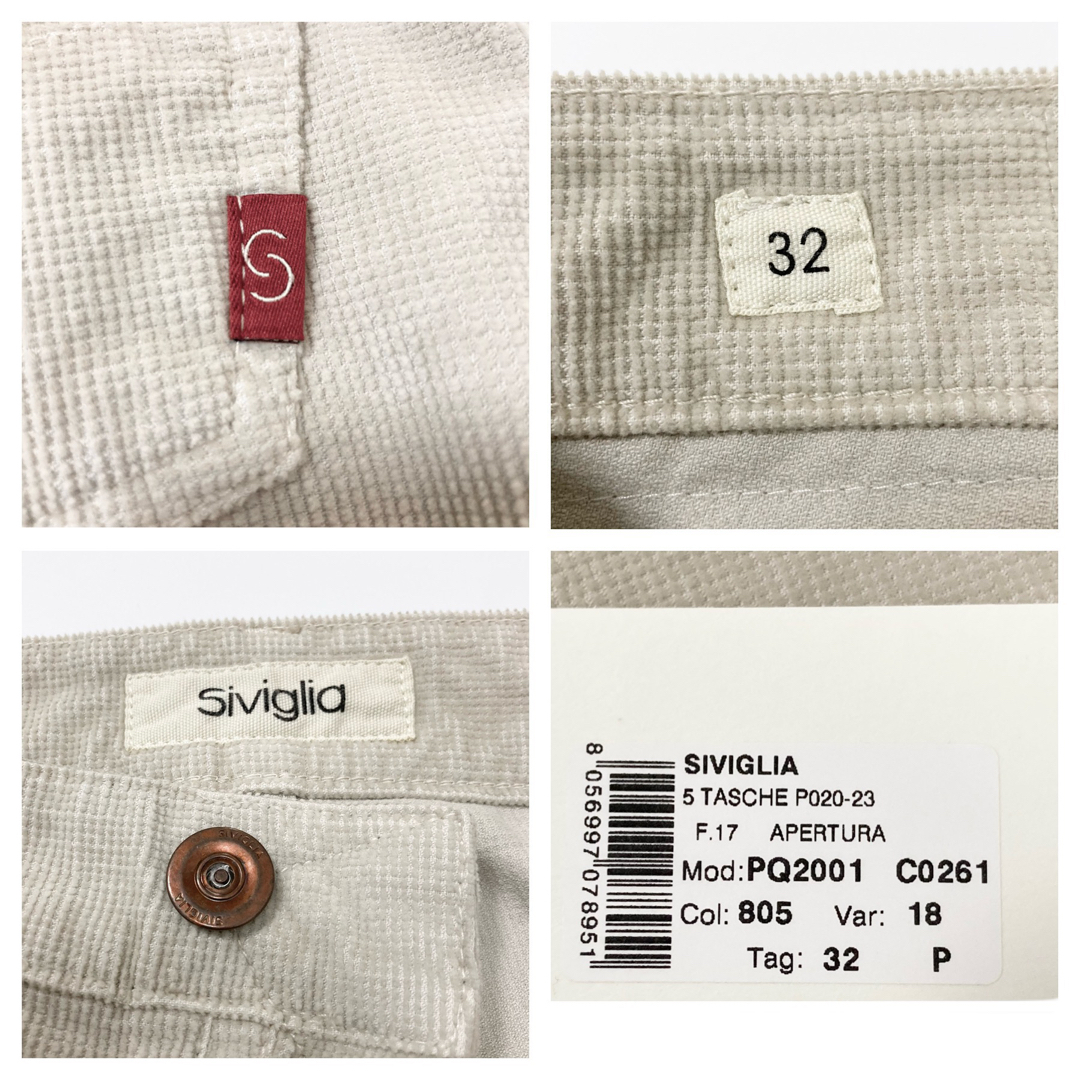 S
32
Siviglia
SIVIGLIA
SIVIGLIA
5 TASCHE P020-23
F.17 APERTURA
Mod:PQ2001 C0261
Col: 805 Var: 18
Tag: 32 P
8 056997 078951